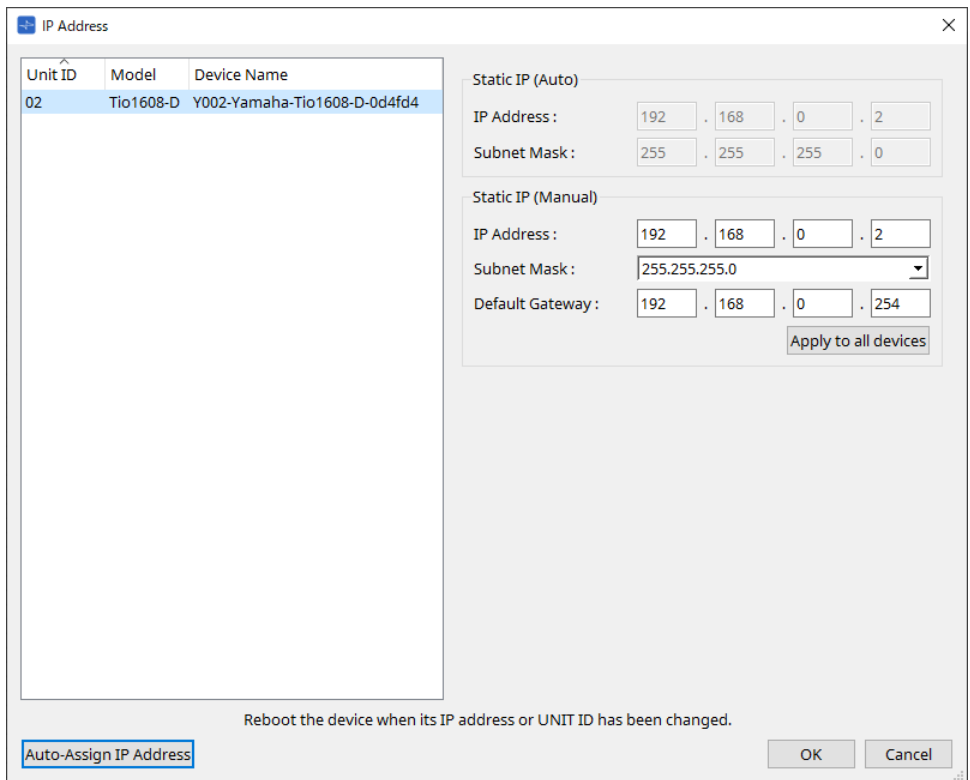 IP Address
Unit ID Model Device Name
02 Tio1608-D Y002-Yamaha-Tio1608-D-0d4fd4
Static IP (Auto)
IP Address : 192 . 168 . 0 . 2
Subnet Mask : 255 . 255 . 255 . 0
Static IP (Manual)
IP Address : 192 . 168 . 0 . 2
Subnet Mask : 255.255.255.0
Default Gateway : 192 . 168 . 0 . 254
Apply to all devices
Reboot the device when its IP address or UNIT ID has been changed.
Auto-Assign IP Address OK Cancel